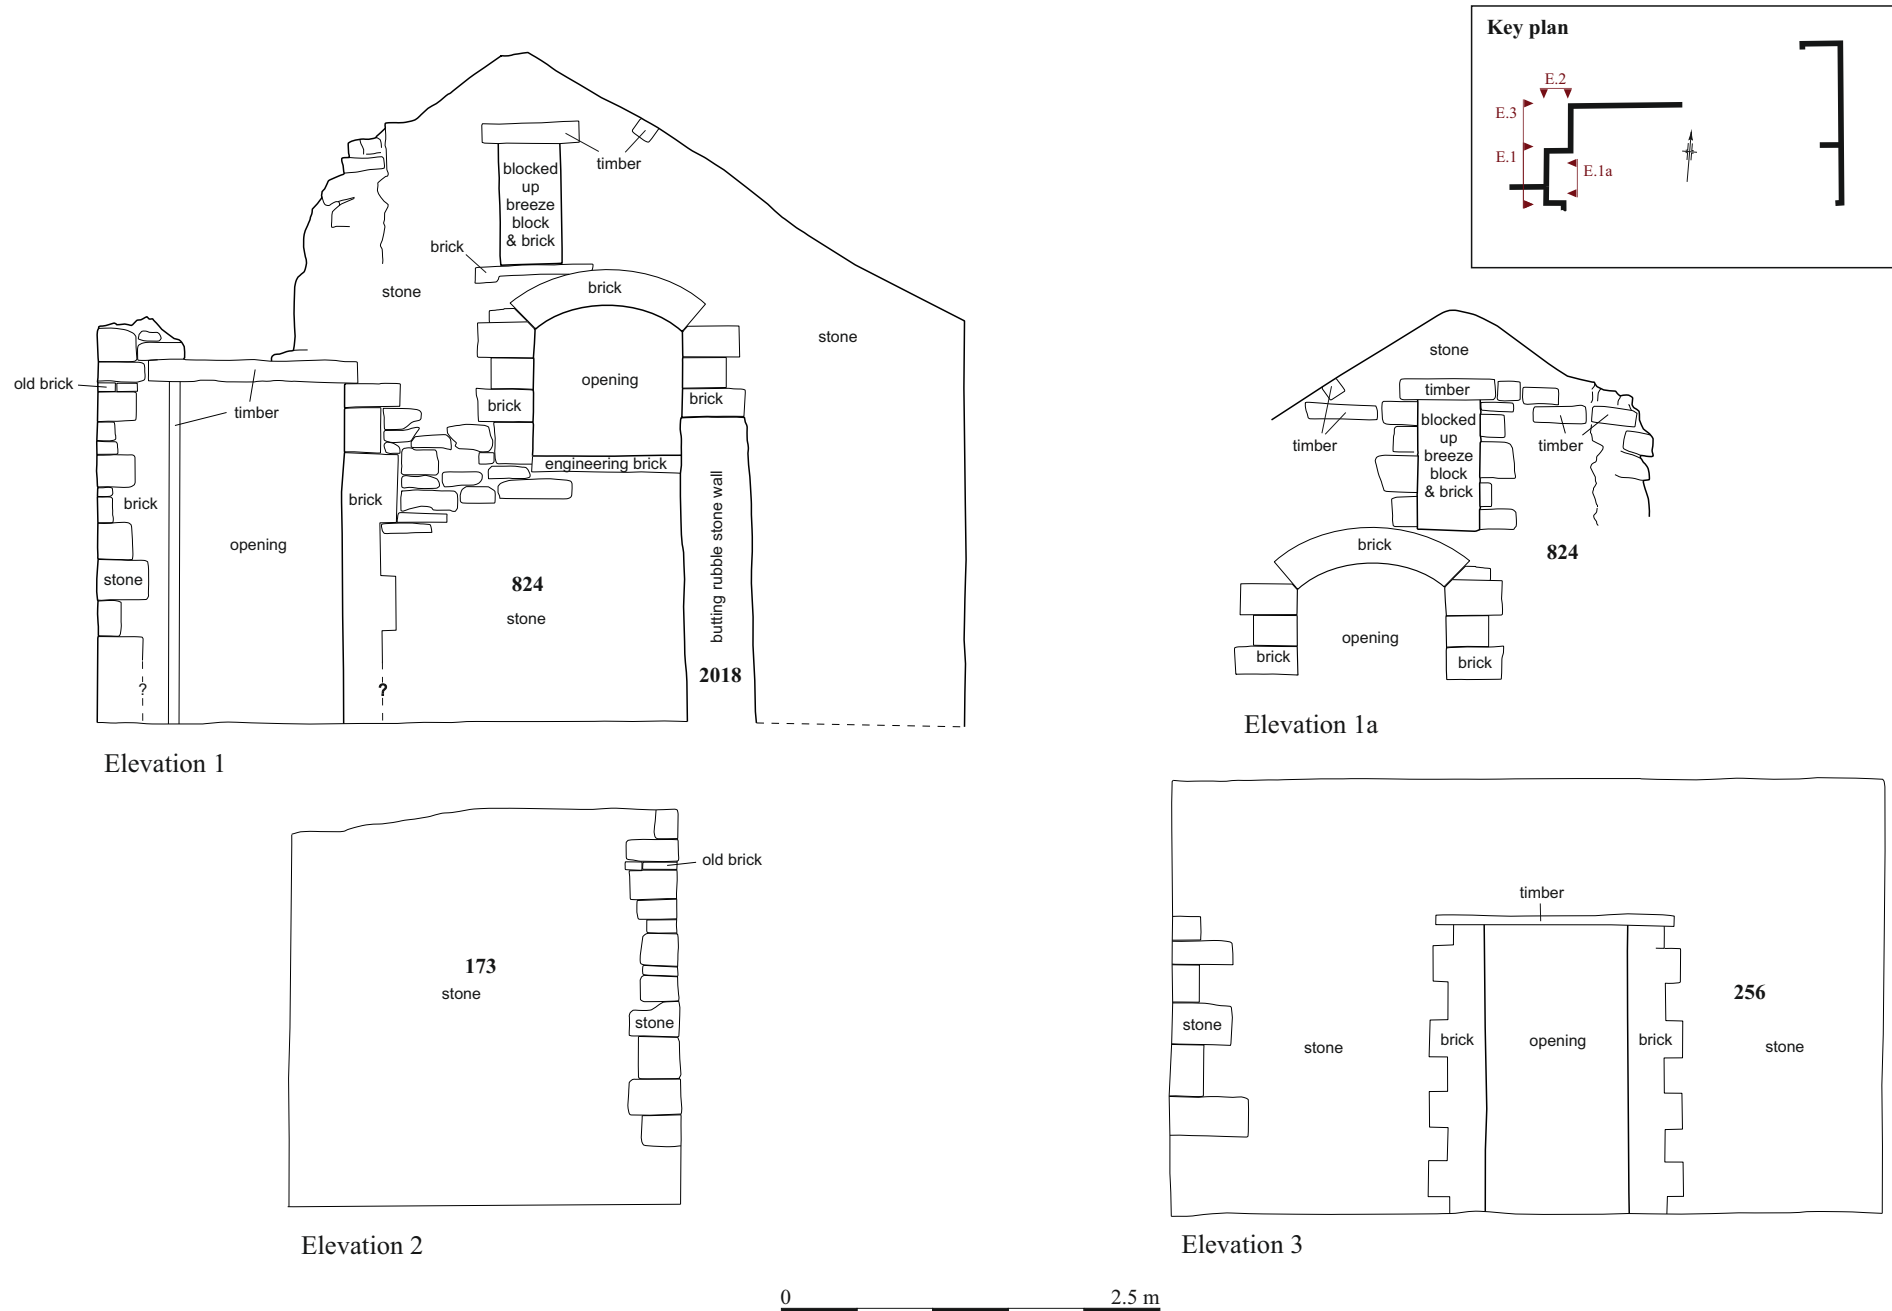 Key plan
E.2
E.3
E.1
E.1a
timber
blocked
up
breeze
block
& brick
brick
stone
brick
stone
old brick
timber
opening
brick
brick
engineering brick
brick
brick
opening
stone
824
stone
butting rubble stone wall
2018
?
?
Elevation 1
stone
timber
timber
timber
blocked
up
breeze
block
& brick
brick
824
opening
brick
brick
Elevation 1a
old brick
173
stone
stone
Elevation 2
timber
256
stone
stone
brick
opening
brick
stone
Elevation 3
0
2.5 m